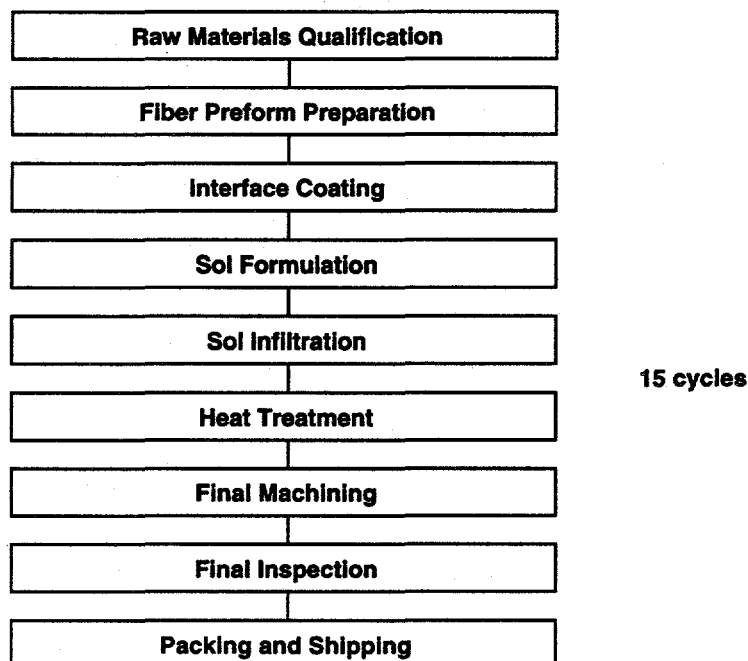 Raw Materials Qualification
Fiber Preform Preparation
Interface Coating
Sol Formulation
Sol Infiltration
15 cycles
Heat Treatment
Final Machining
Final Inspection
Packing and Shipping